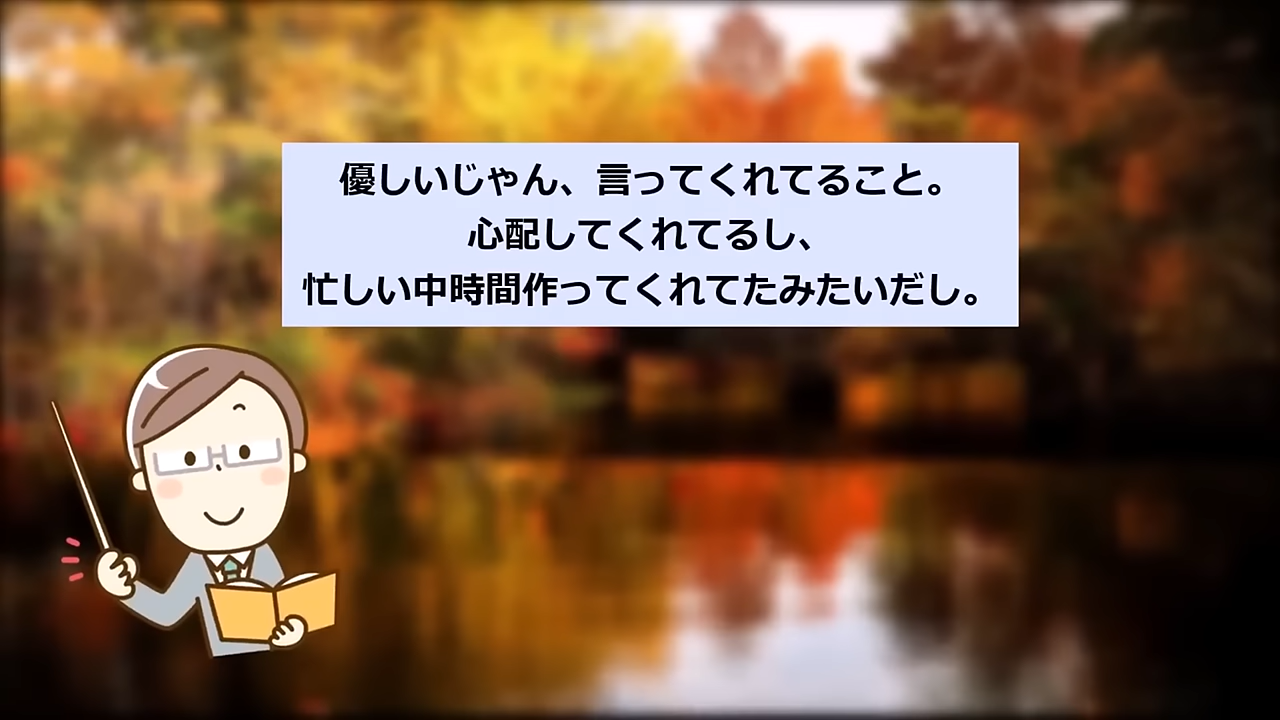 優しいじゃん、言ってくれてること。
心配してくれてるし、
忙しい中時間作ってくれてたみたいだし。